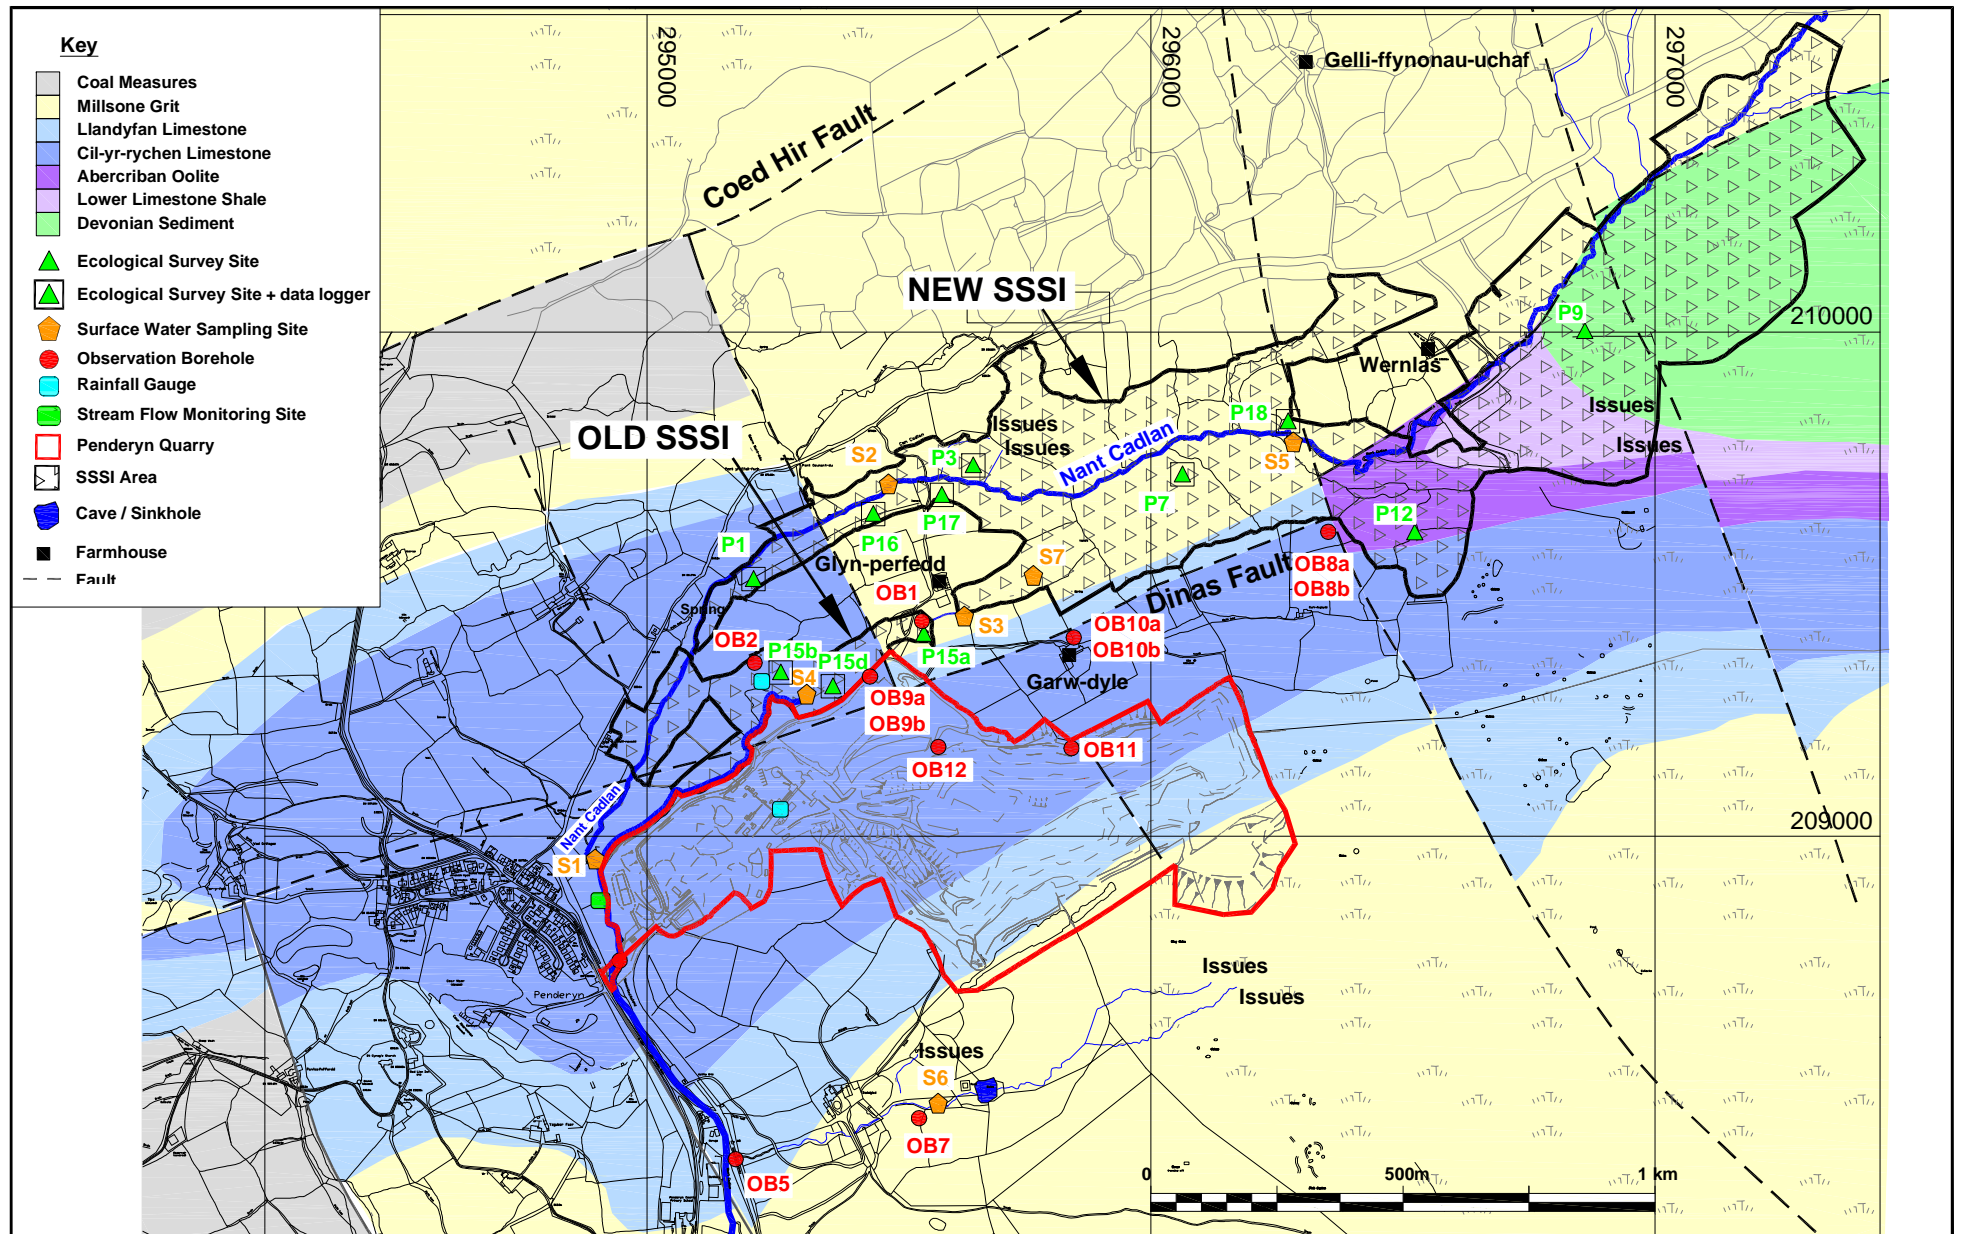 Key
Coal Measures
Millsone Grit
Llandyfan Limestone
Cil-yr-rychen Limestone
Abercriban Oolite
Lower Limestone Shale
Devonian Sediment
Ecological Survey Site
Ecological Survey Site + data logger
Surface Water Sampling Site
Observation Borehole
Rainfall Gauge
Stream Flow Monitoring Site
Penderyn Quarry
SSSI Area
Cave / Sinkhole
Farmhouse
Fault
295000
296000
297000
Gelli-ffynonau-uchaf
Coed Hir Fault
NEW SSSI
P9
210000
Wernlas
Issues
P18
Issues
Issues
OLD SSSI
Nant Cadlan
Issues
S2
P3
S5
P7
P12
P17
P1
P16
S7
Glyn-perfedd
OB8a
OB8b
Dinas Fault
OB1
Spring
S3
OB10a
OB10b
OB2
P15b
P15d
P15a
S4
Garw-dyle
OB9a
OB9b
OB11
OB12
Nant Cadlan
209000
S1
Issues
Penderyn
Issues
Issues
S6
OB7
OB5
0
500m
1 km